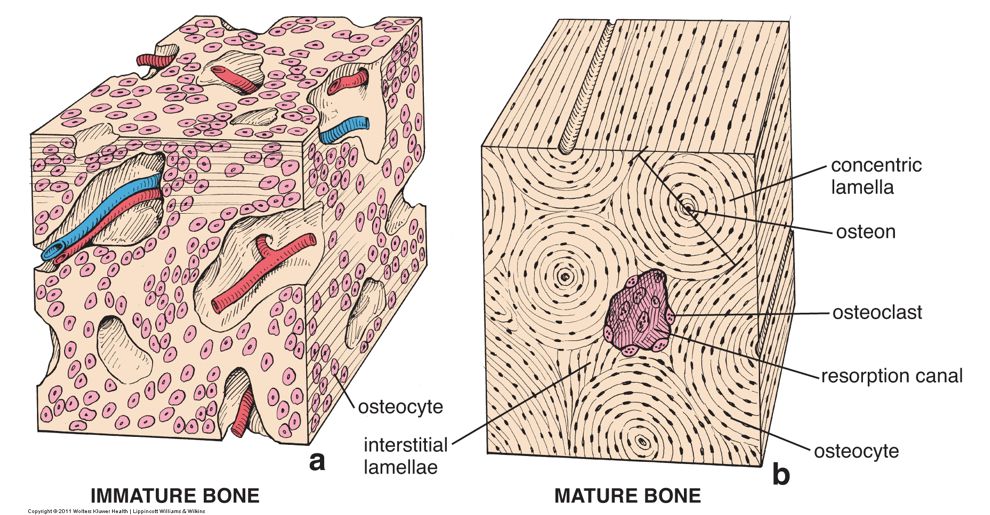 osteocyte
a
IMMATURE BONE
Copyright © 2011 Wolters Kluwer Health | Lippincott Williams & Wilkins
concentric
lamella
osteon
osteoclast
resorption canal
osteocyte
interstitial
lamellae
b
MATURE BONE